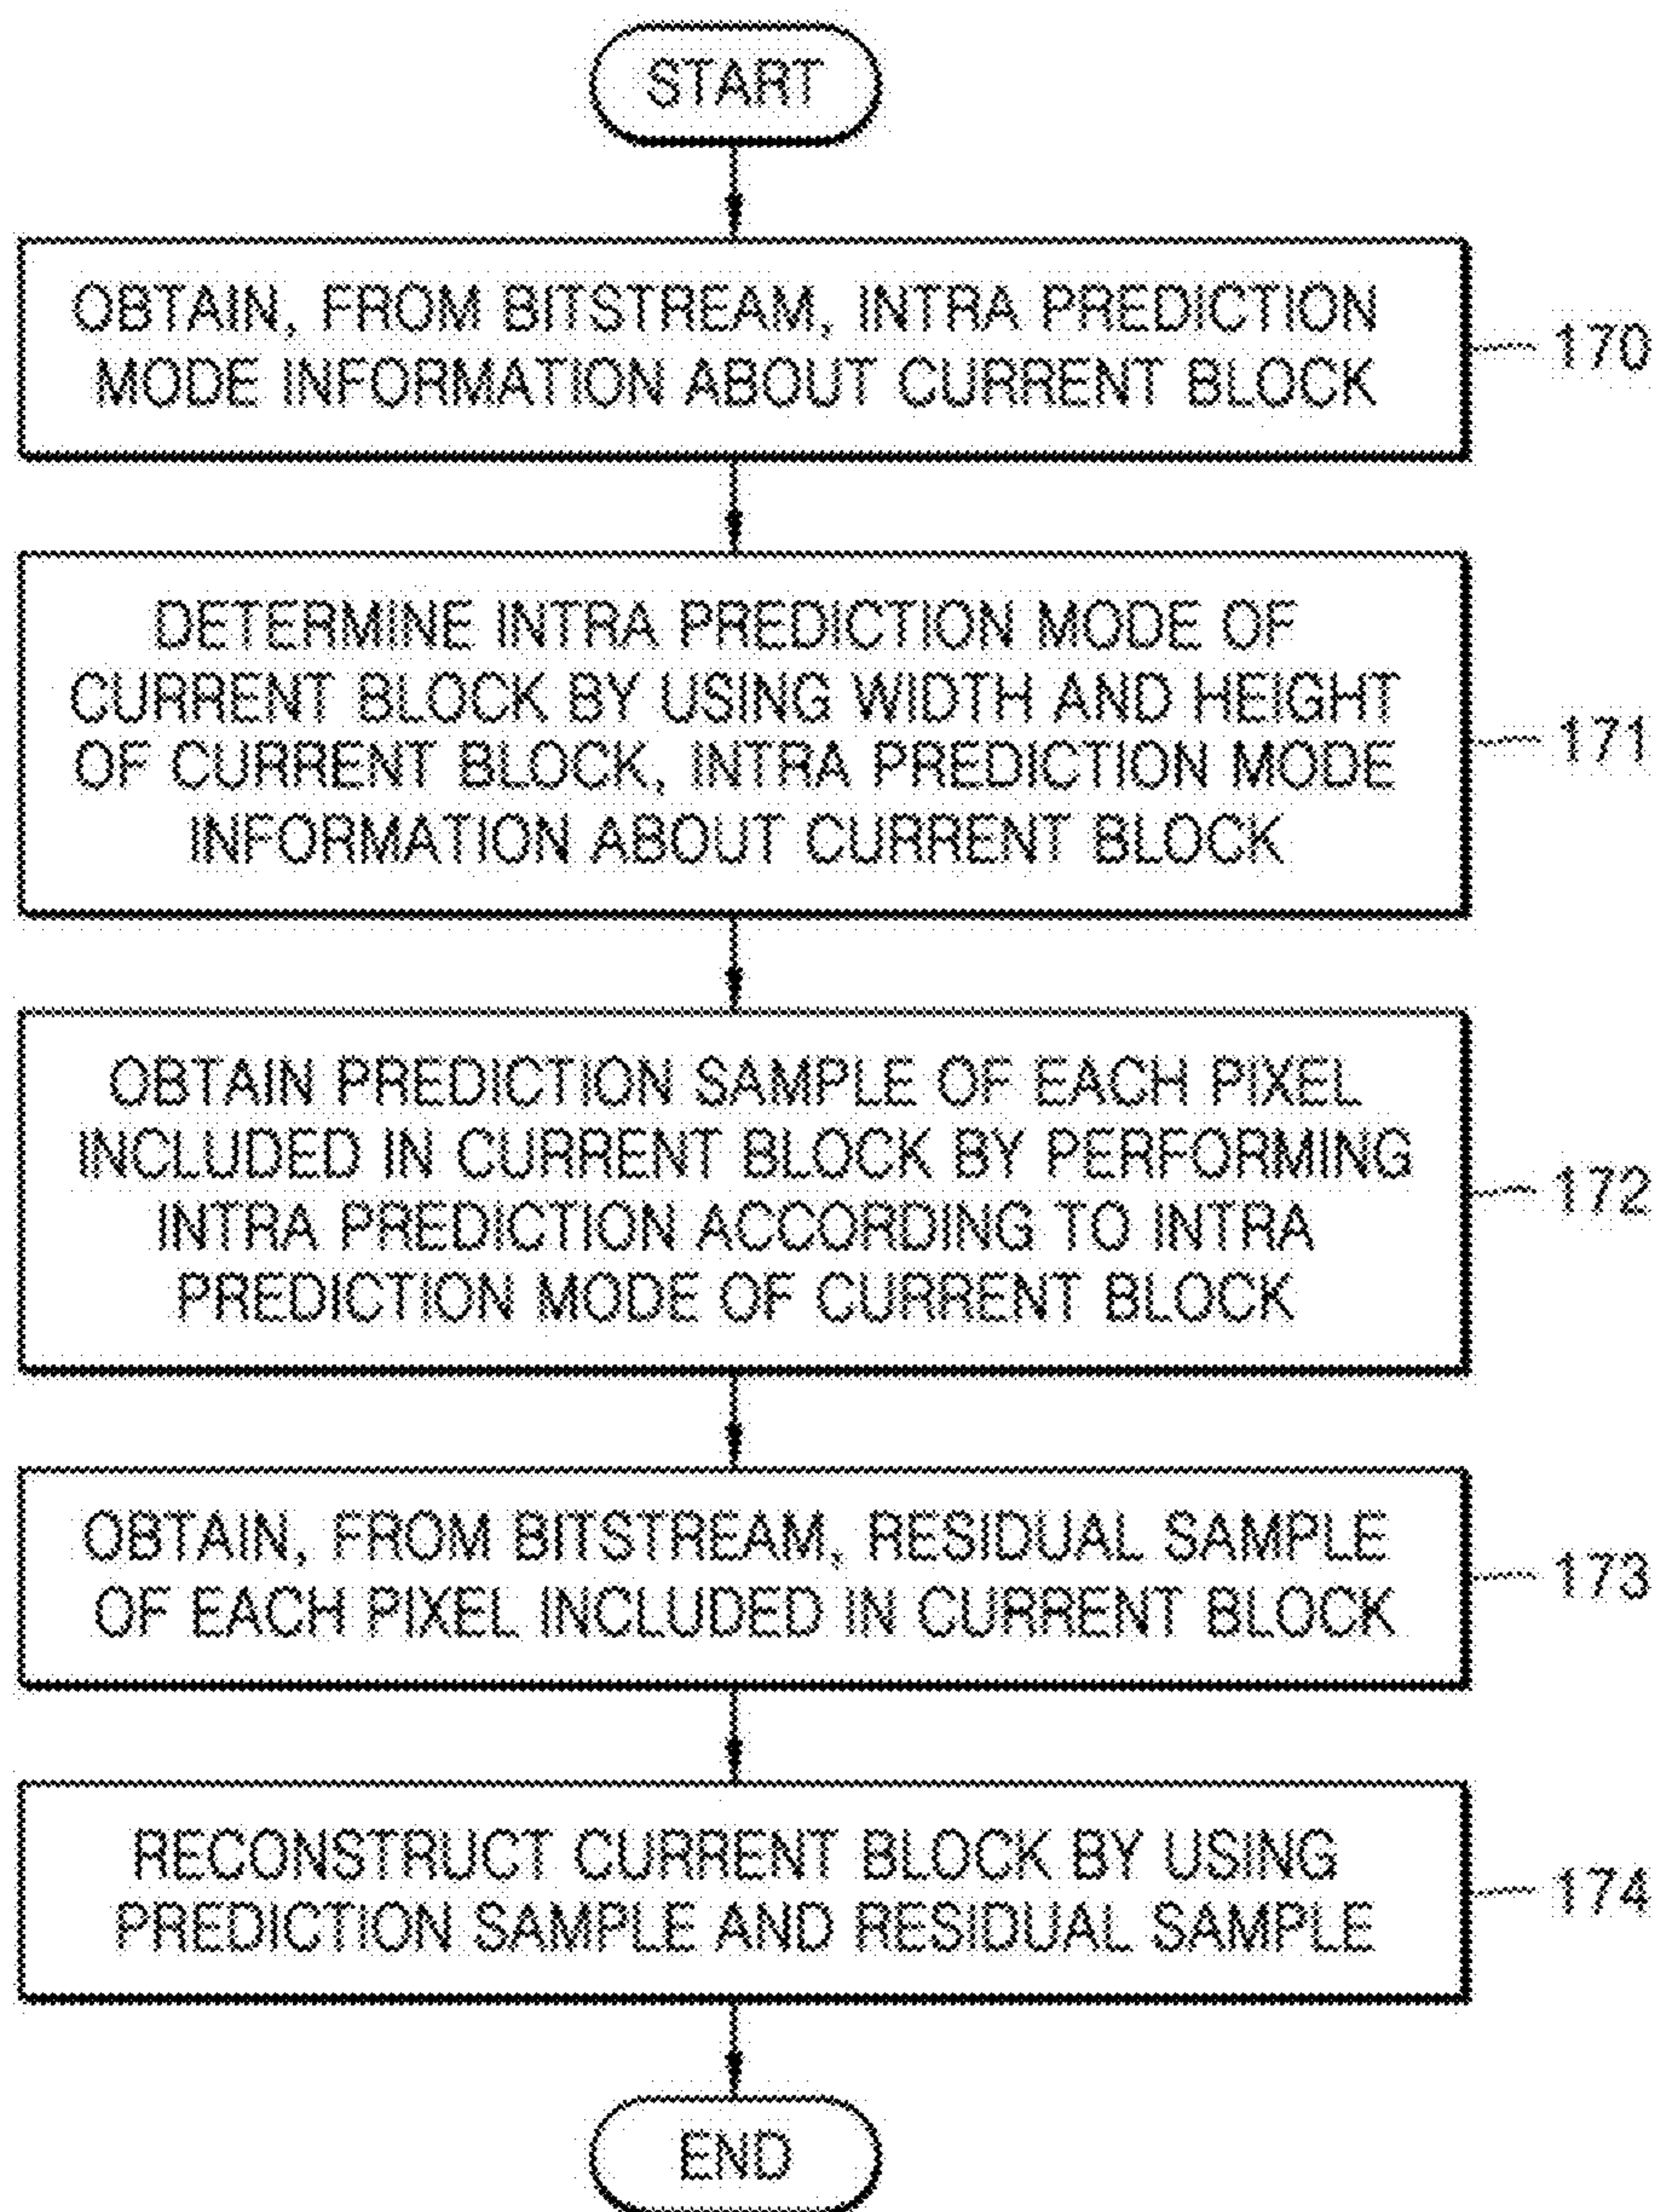 START
OBTAIN, FROM BITSTREAM, INTRA PREDICTION
MODE INFORMATION ABOUT CURRENT BLOCK
170
DETERMINE INTRA PREDICTION MODE OF
CURRENT BLOCK BY USING WIDTH AND HEIGHT
OF CURRENT BLOCK, INTRA PREDICTION MODE
INFORMATION ABOUT CURRENT BLOCK
171
OBTAIN PREDICTION SAMPLE OF EACH PIXEL
INCLUDED IN CURRENT BLOCK BY PERFORMING
INTRA PREDICTION ACCORDING TO INTRA
PREDICTION MODE OF CURRENT BLOCK
172
OBTAIN, FROM BITSTREAM, RESIDUAL SAMPLE
OF EACH PIXEL INCLUDED IN CURRENT BLOCK
173
RECONSTRUCT CURRENT BLOCK BY USING
PREDICTION SAMPLE AND RESIDUAL SAMPLE
174
END